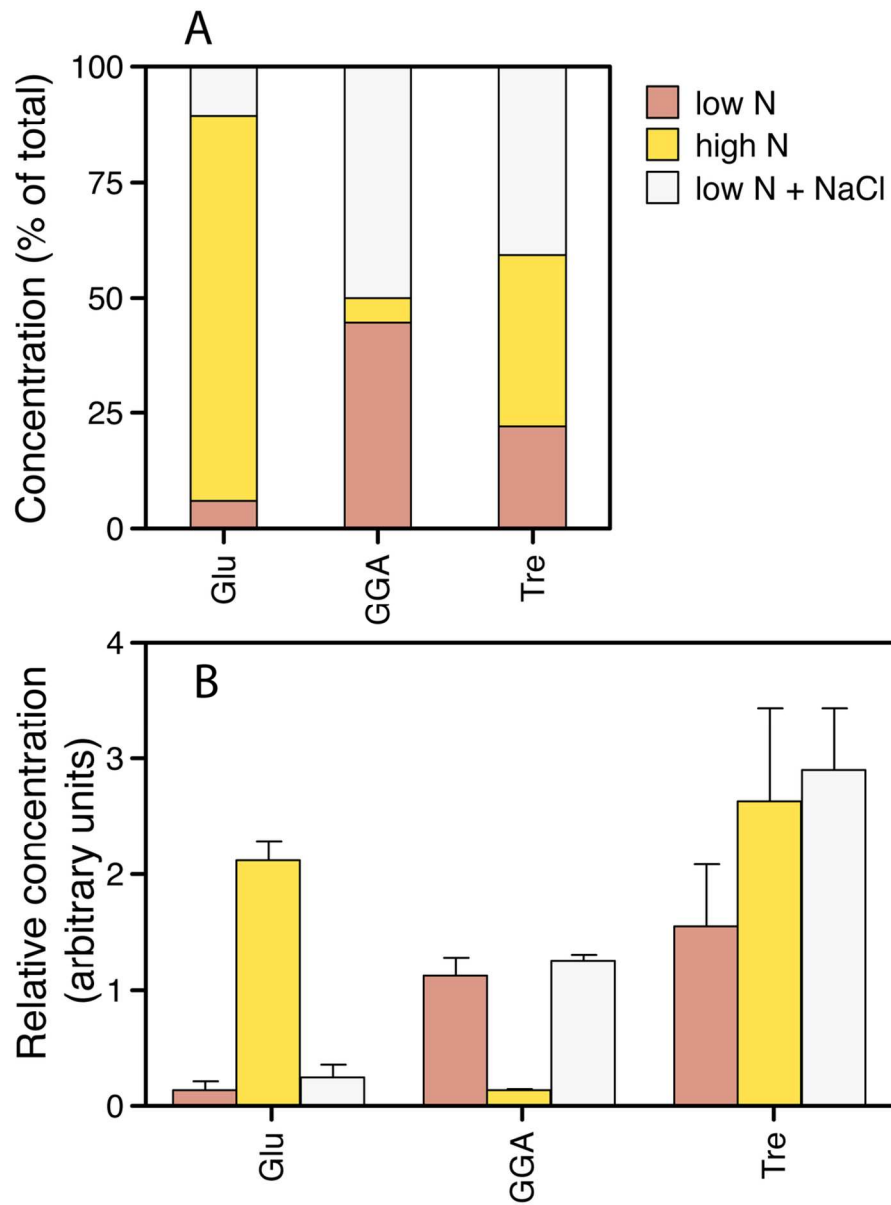 A
Concentration (% of total)
100
75
50
25
0
Glu
GGA
Tre
low N
high N
low N + NaCl
B
Relative concentration
(arbitrary units)
4
3
2
1
0
Glu
GGA
Tre